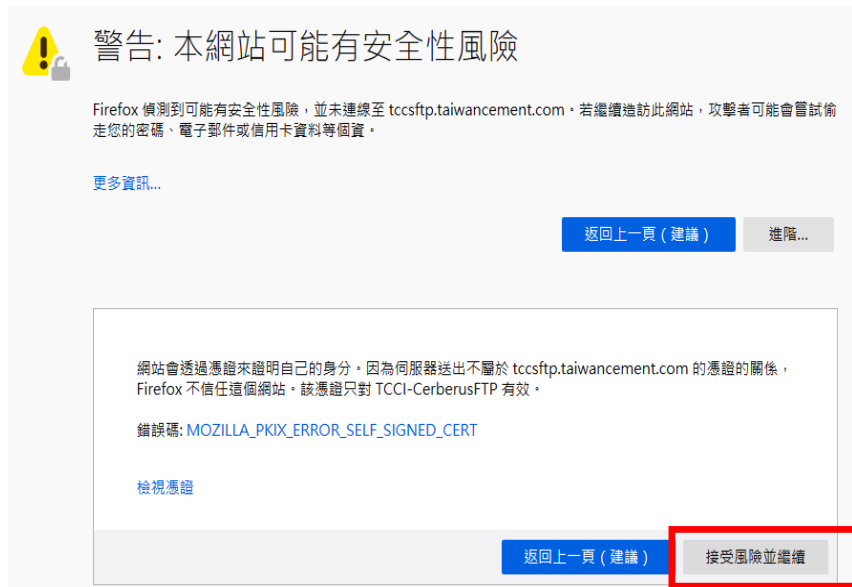 警告: 本網站可能有安全性風險
Firefox 偵測到可能有安全性風險，並未連線至 tccsftp.taiwancement.com。若繼續造訪此網站，攻擊者可能會嘗試偷
走您的密碼、電子郵件或信用卡資料等個資。
更多資訊...
返回上一頁（建議） 進階...
網站會透過憑證來證明自己的身分。因為伺服器送出不屬於 tccsftp.taiwancement.com 的憑證的關係，
Firefox 不信任這個網站。該憑證只對 TCCI-CerberusFTP 有效。
錯誤碼: MOZILLA_PKIX_ERROR_SELF_SIGNED_CERT
檢視憑證
返回上一頁（建議） 接受風險並繼續